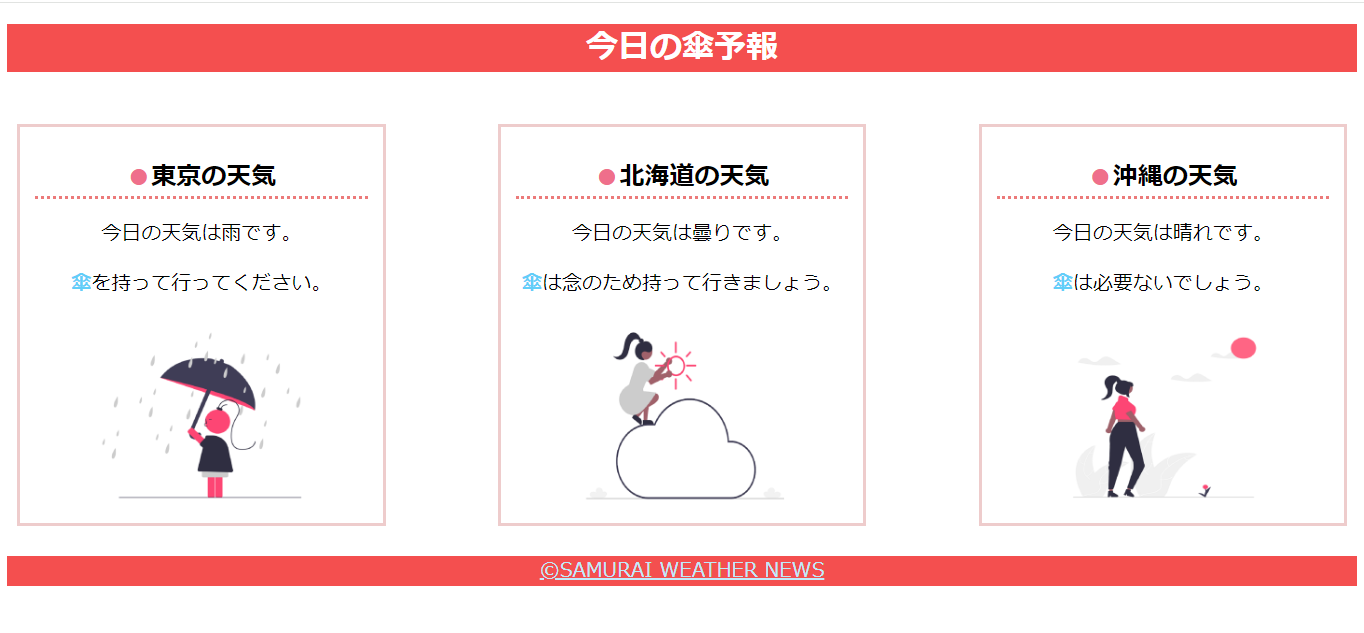 今日の傘予報
●東京の天気
今日の天気は雨です。
傘を持って行ってください。
●北海道の天気
今日の天気は曇りです。
傘は念のため持って行きましょう。
●沖縄の天気
今日の天気は晴れです。
傘は必要ないでしょう。
©SAMURAI WEATHER NEWS